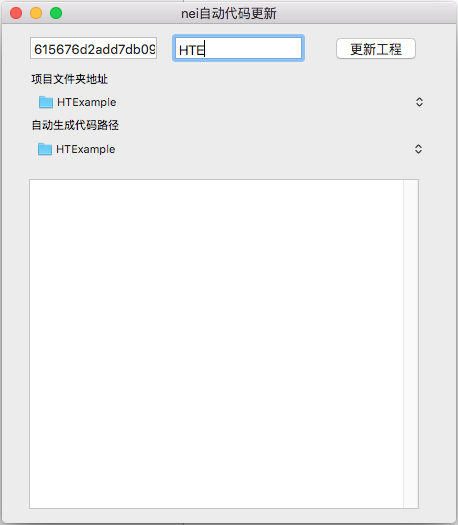 nei自动代码更新
615676d2add7db09
HTE
更新工程
项目文件夹地址
HTExample
自动生成代码路径
HTExample